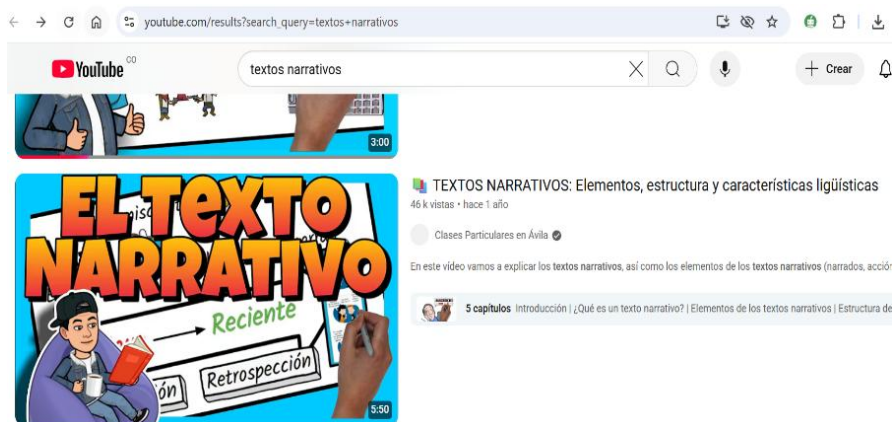 youtube.com/results?search_query=textos+narrativos
YouTube CO
textos narrativos
Crear
3:00
EL TEXTO
NARRATIVO
Reciente
Retrospección
ón
5:50
TEXTOS NARRATIVOS: Elementos, estructura y características ligüísticas
46 k vistas • hace 1 año
Clases Particulares en Ávila
En este vídeo vamos a explicar los textos narrativos, así como los elementos de los textos narrativos (narrados, acción
5 capítulos Introducción | ¿Qué es un texto narrativo? | Elementos de los textos narrativos | Estructura de